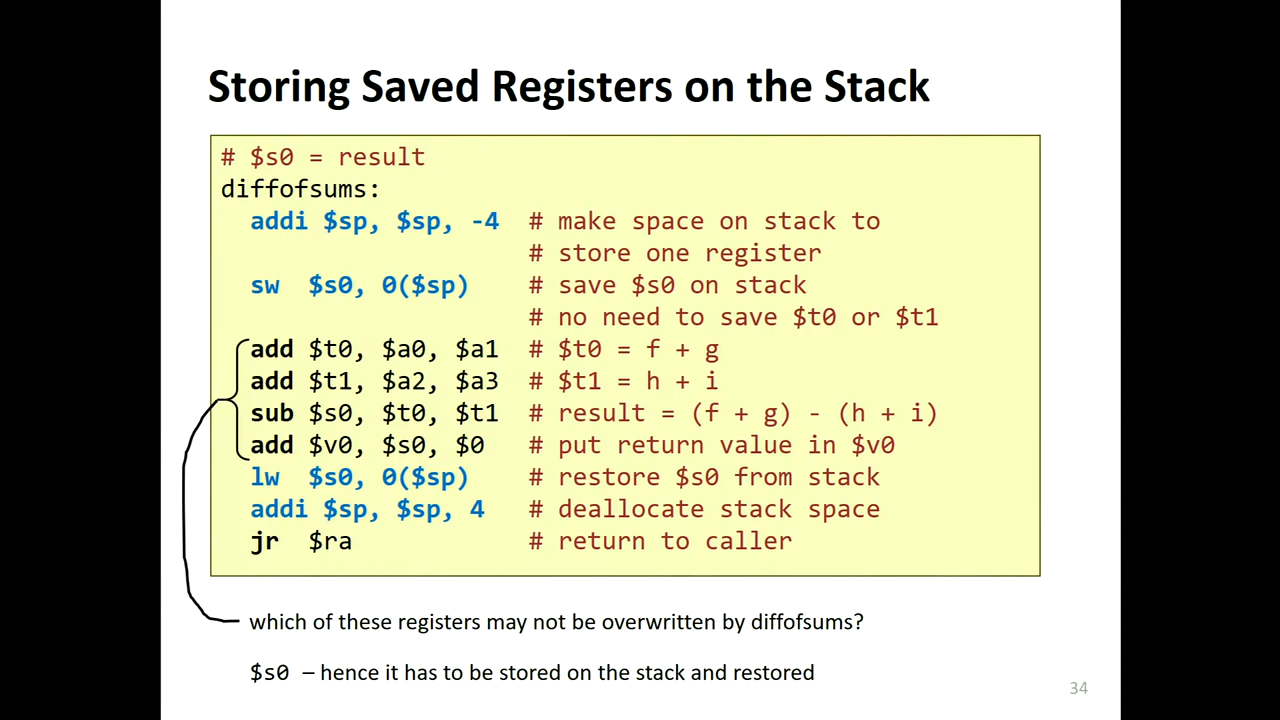 Storing Saved Registers on the Stack
# $s0 = result
diffofsums:
addi $sp, $sp, -4 # make space on stack to
# store one register
sw $s0, 0($sp) # save $s0 on stack
# no need to save $t0 or $t1
add $t0, $a0, $a1 # $t0 = f + g
add $t1, $a2, $a3 # $t1 = h + i
sub $s0, $t0, $t1 # result = (f + g) - (h + i)
add $v0, $s0, $0 # put return value in $v0
lw $s0, 0($sp) # restore $s0 from stack
addi $sp, $sp, 4 # deallocate stack space
jr $ra # return to caller
which of these registers may not be overwritten by diffofsums?
$s0 – hence it has to be stored on the stack and restored
34